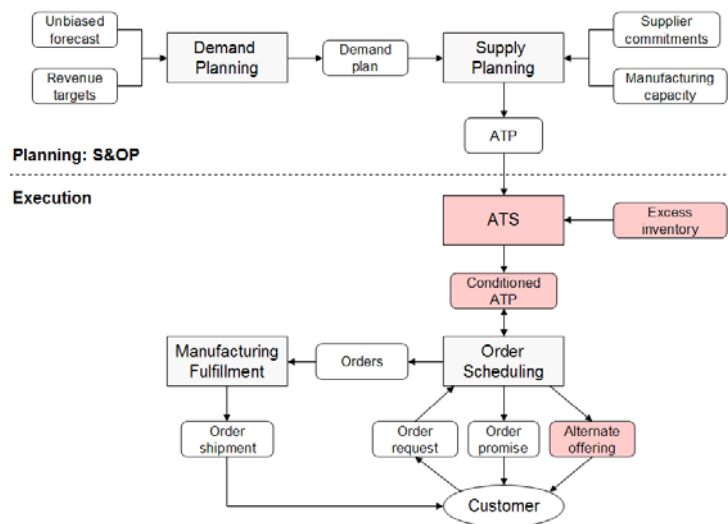 Unbiased
forecast
Revenue
targets
Demand
Planning
Demand
plan
Supply
Planning
Supplier
commitments
Manufacturing
capacity
ATP
Planning: S&OP
Execution
ATS
Excess
inventory
Conditioned
ATP
Manufacturing
Fulfillment
Orders
Order
Scheduling
Order
shipment
Order
request
Order
promise
Alternate
offering
Customer